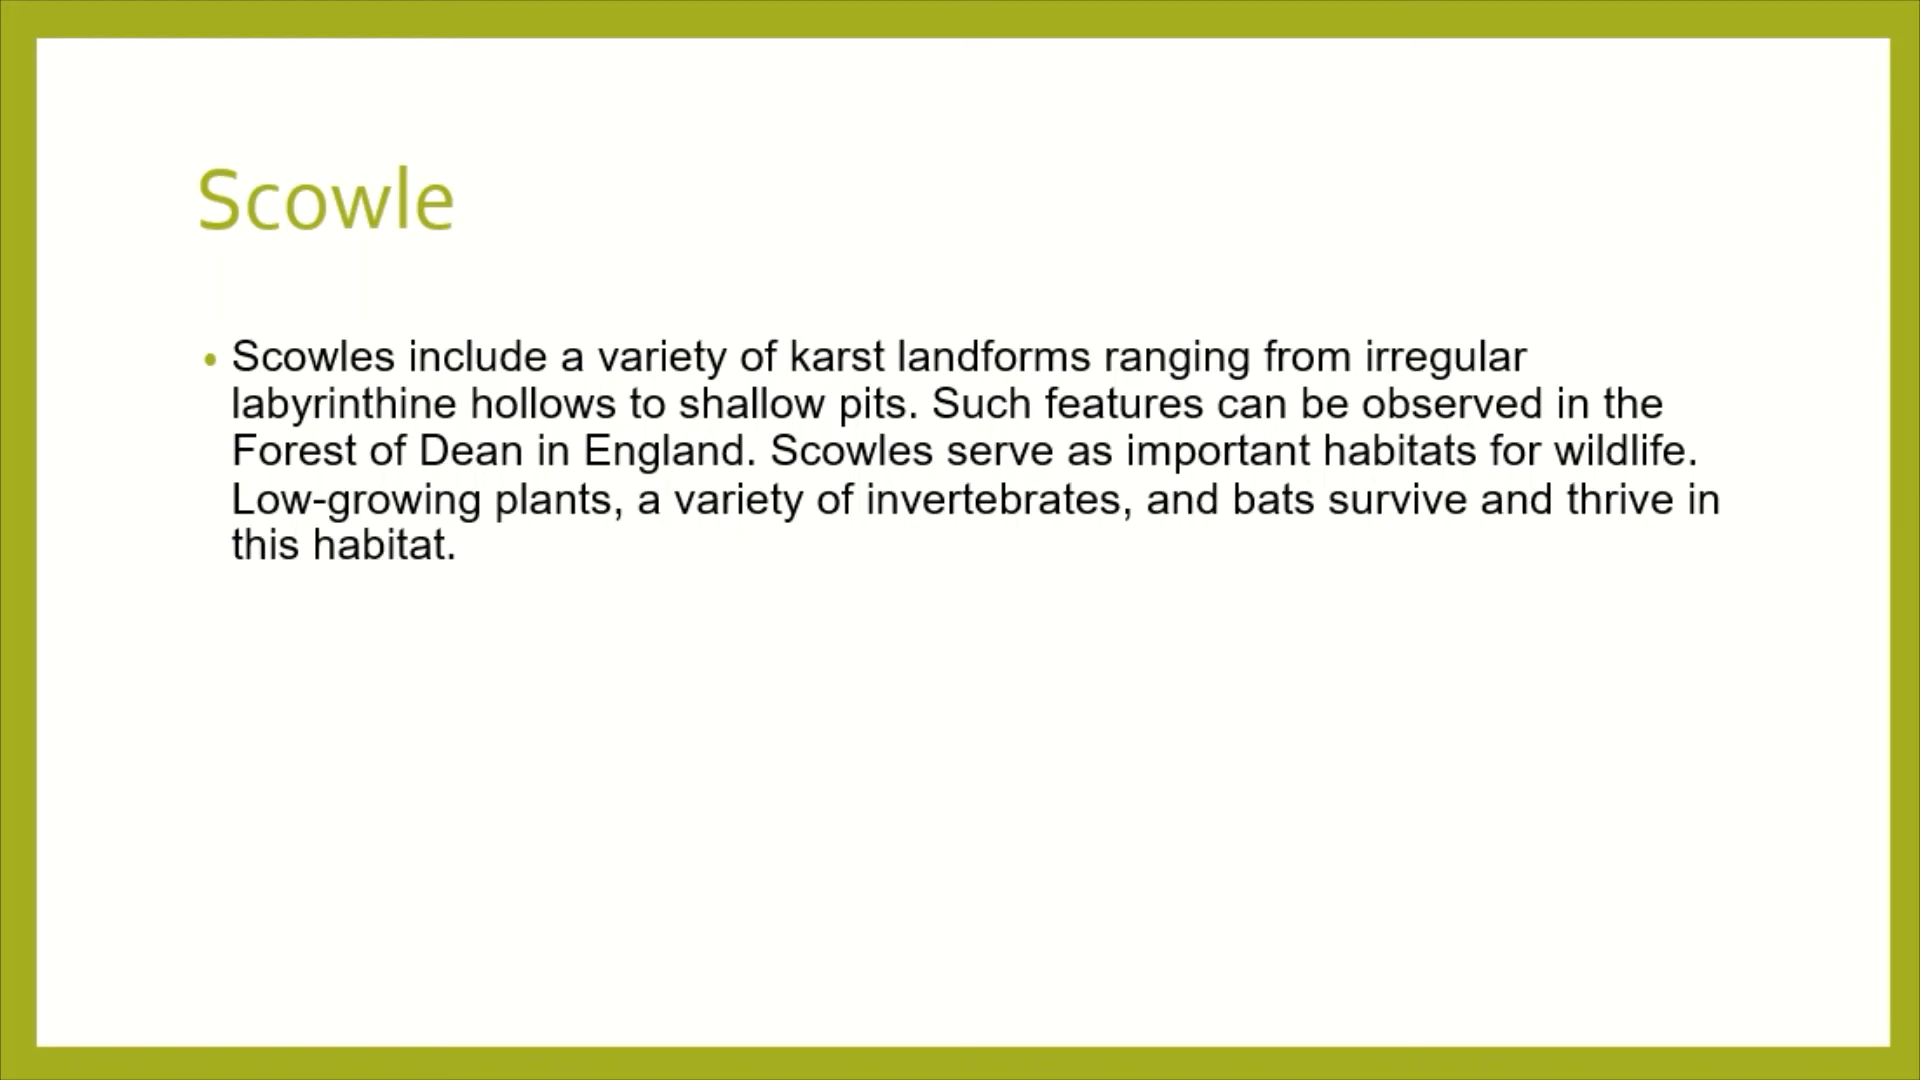 Scowle
• Scowles include a variety of karst landforms ranging from irregular
labyrinthine hollows to shallow pits. Such features can be observed in the
Forest of Dean in England. Scowles serve as important habitats for wildlife.
Low-growing plants, a variety of invertebrates, and bats survive and thrive in
this habitat.